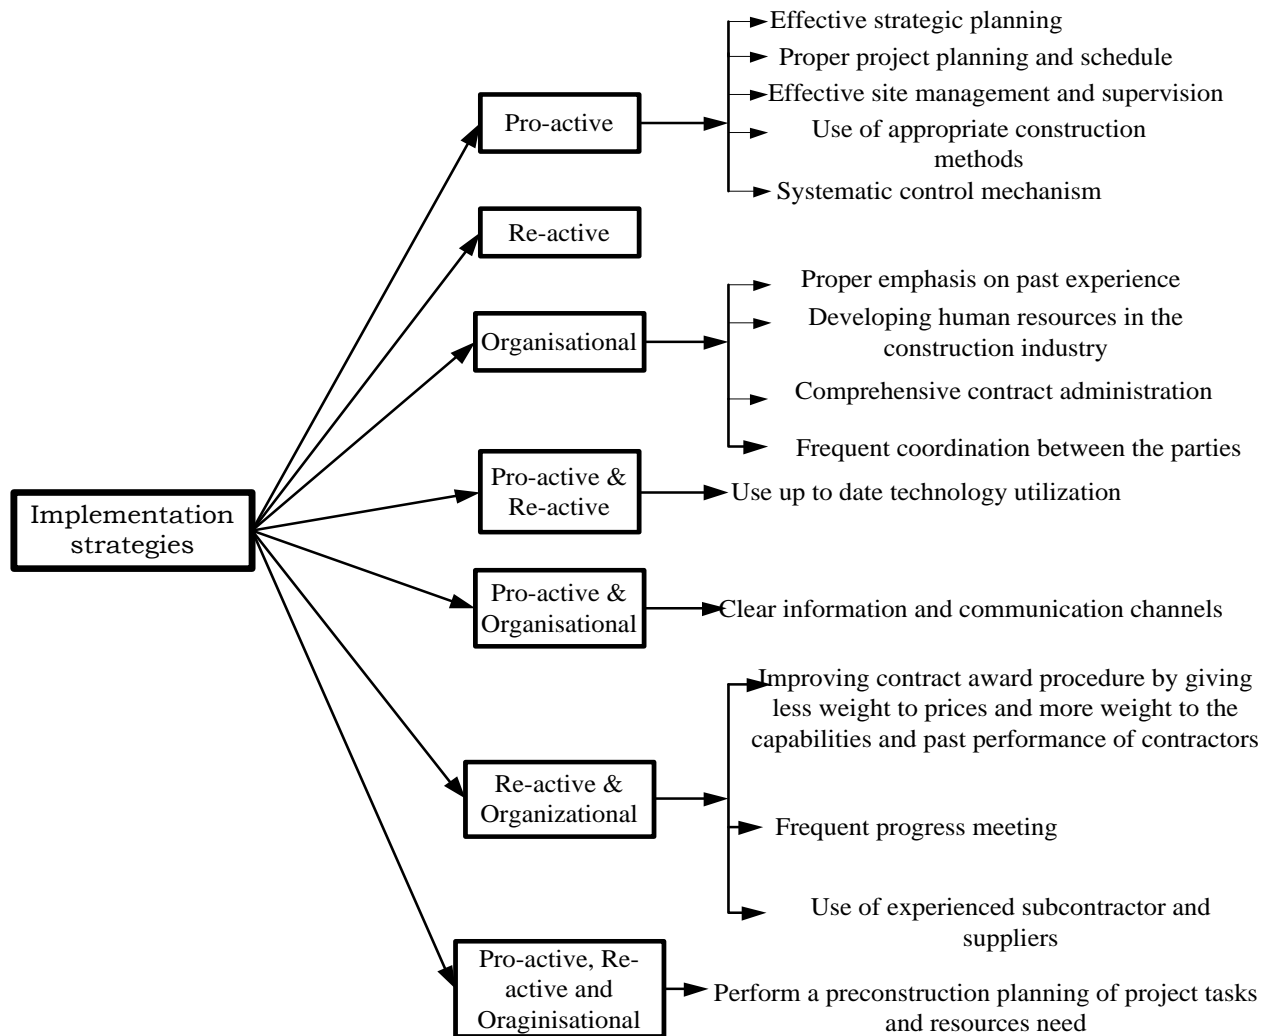 Effective strategic planning
Proper project planning and schedule
Effective site management and supervision
Pro-active
Use of appropriate construction
methods
Systematic control mechanism
Re-active
Proper emphasis on past experience
Developing human resources in the
construction industry
Organisational
Comprehensive contract administration
Frequent coordination between the parties
Pro-active &
Re-active
Use up to date technology utilization
Implementation
strategies
Pro-active &
Organisational
Clear information and communication channels
Improving contract award procedure by giving
less weight to prices and more weight to the
capabilities and past performance of contractors
Re-active &
Organizational
Frequent progress meeting
Use of experienced subcontractor and
suppliers
Pro-active, Re-
active and
Oraginisational
Perform a preconstruction planning of project tasks
and resources need